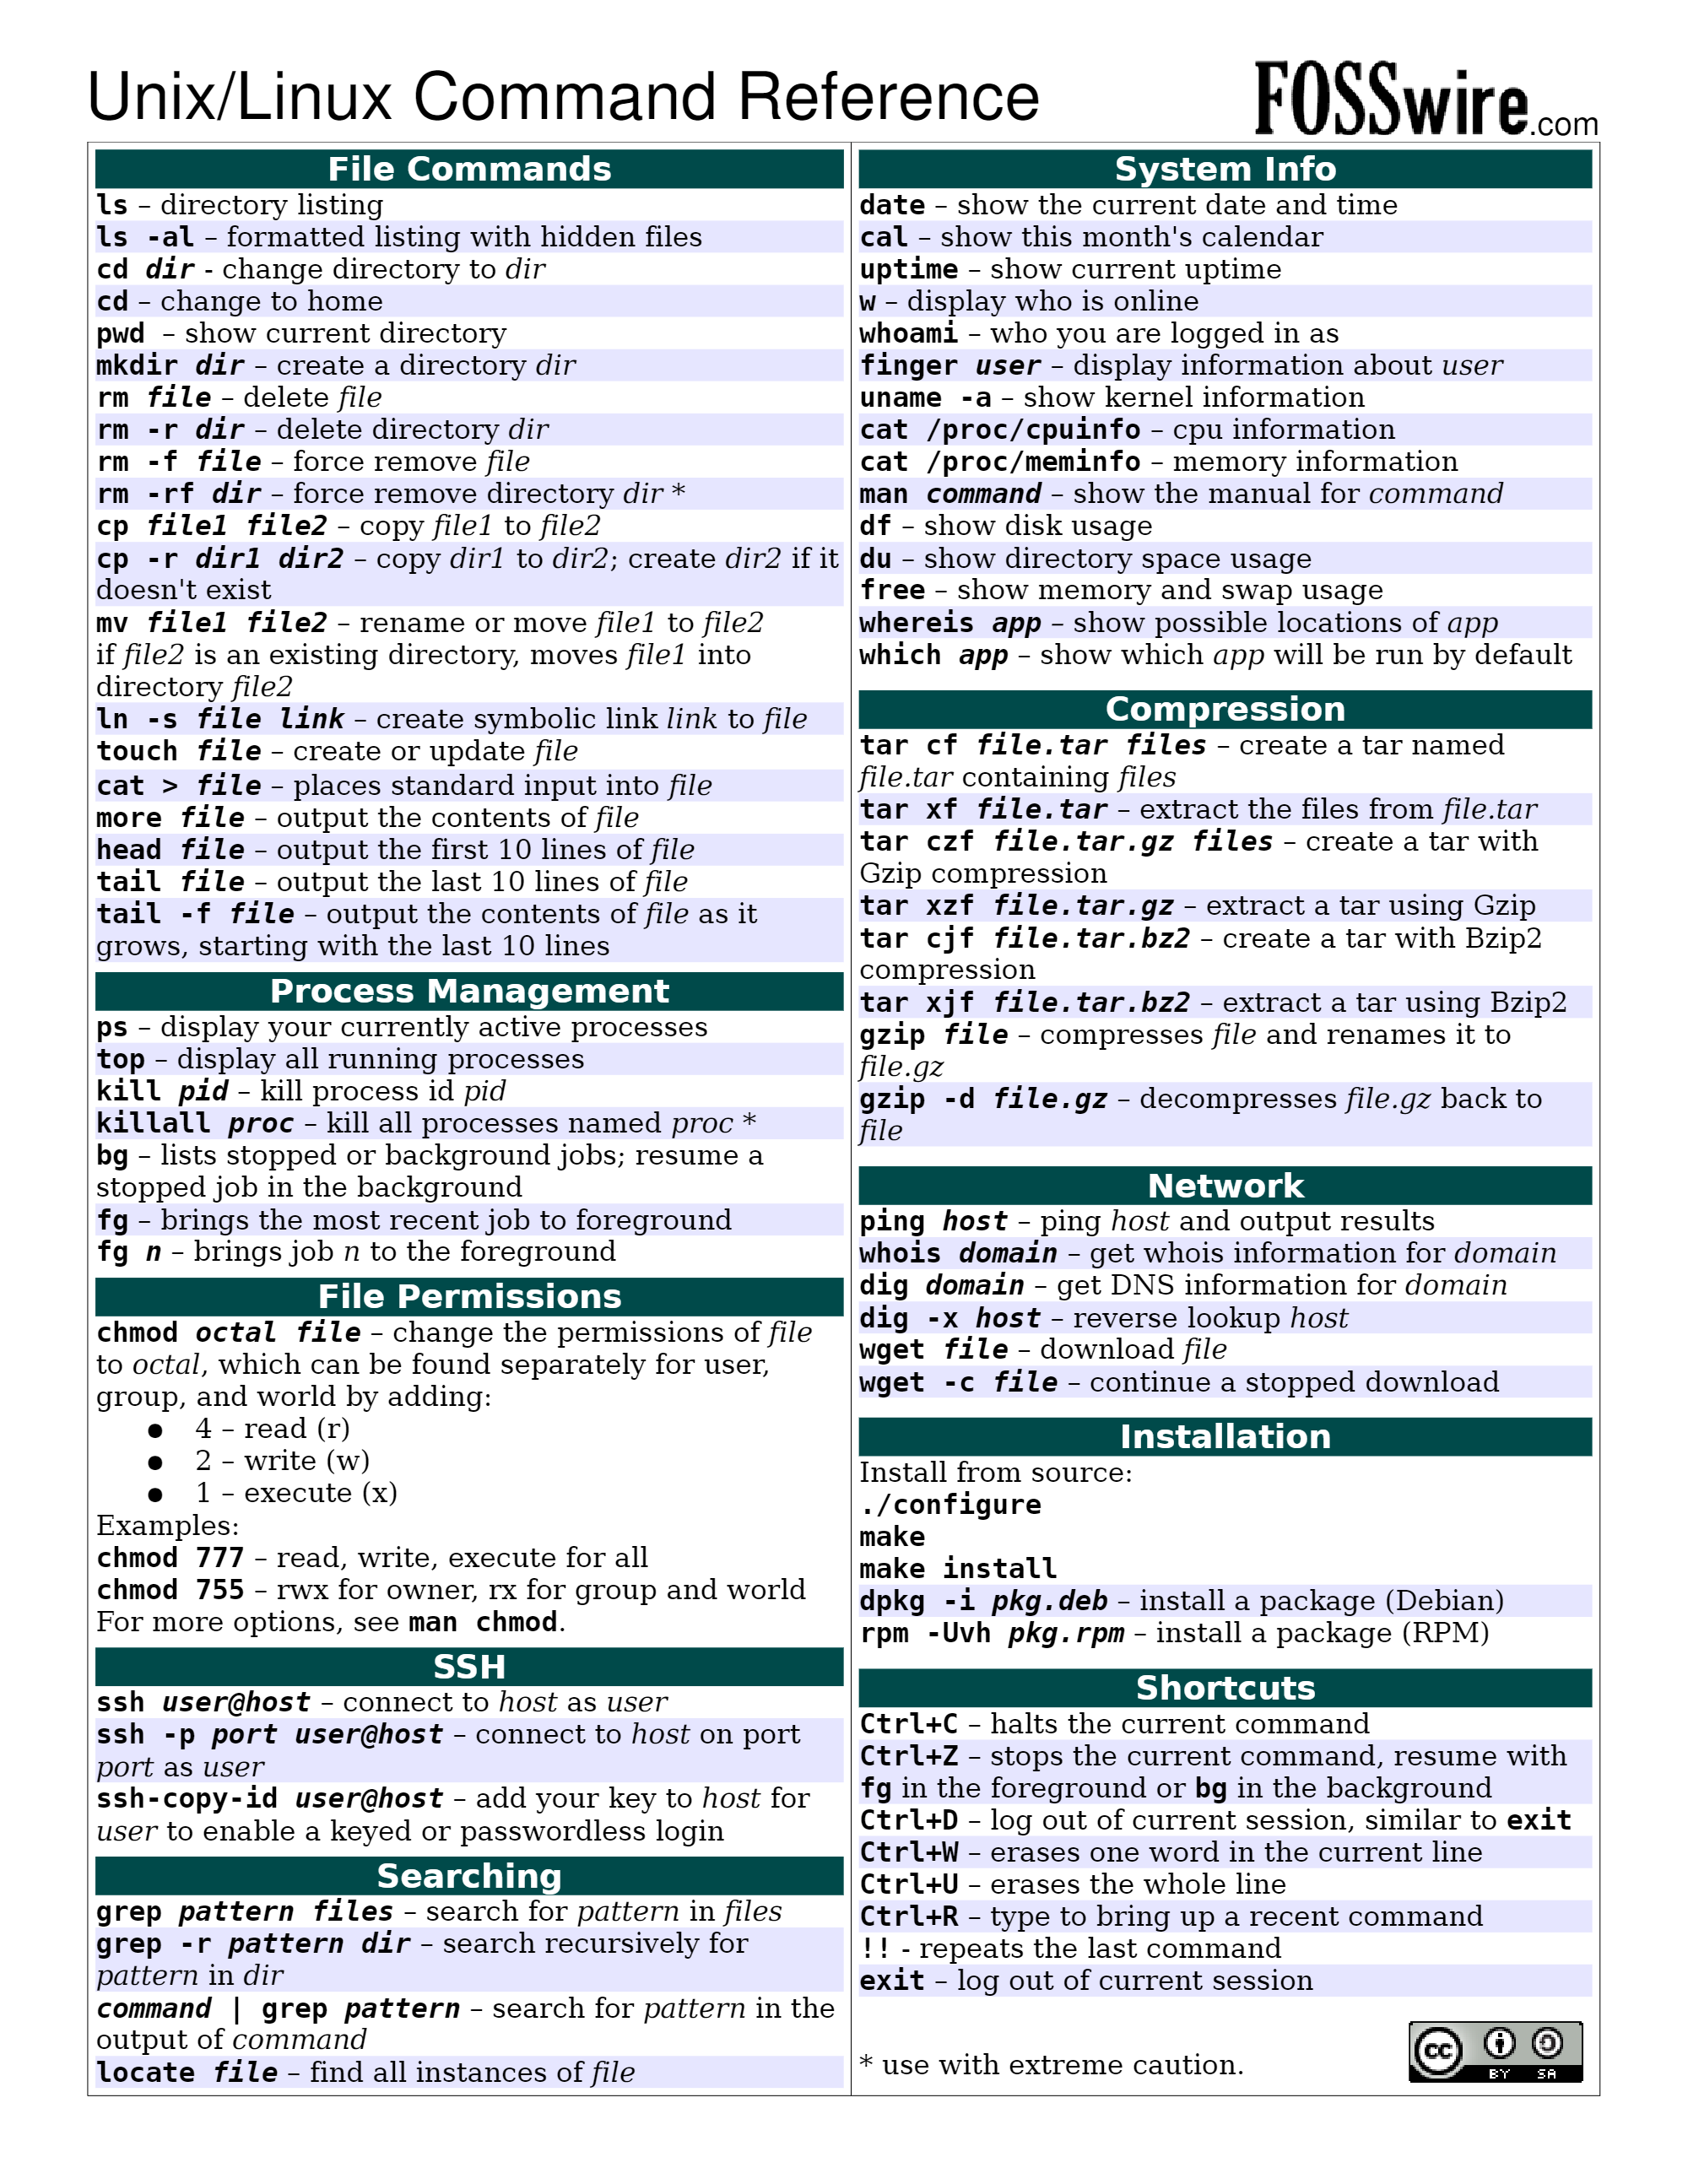 Unix/Linux Command Reference
FOSSwire.com
File Commands
ls – directory listing
ls -al – formatted listing with hidden files
cd dir - change directory to dir
cd – change to home
pwd – show current directory
mkdir dir – create a directory dir
rm file – delete file
rm -r dir – delete directory dir
rm -f file – force remove file
rm -rf dir – force remove directory dir *
cp file1 file2 – copy file1 to file2
cp -r dir1 dir2 – copy dir1 to dir2; create dir2 if it
doesn't exist
mv file1 file2 – rename or move file1 to file2
if file2 is an existing directory, moves file1 into
directory file2
ln -s file link – create symbolic link link to file
touch file – create or update file
cat > file – places standard input into file
more file – output the contents of file
head file – output the first 10 lines of file
tail file – output the last 10 lines of file
tail -f file – output the contents of file as it
grows, starting with the last 10 lines
Process Management
ps – display your currently active processes
top – display all running processes
kill pid – kill process id pid
killall proc – kill all processes named proc *
bg – lists stopped or background jobs; resume a
stopped job in the background
fg – brings the most recent job to foreground
fg n – brings job n to the foreground
File Permissions
chmod octal file – change the permissions of file
to octal, which can be found separately for user,
group, and world by adding:
● 4 – read (r)
● 2 – write (w)
● 1 – execute (x)
Examples:
chmod 777 – read, write, execute for all
chmod 755 – rwx for owner, rx for group and world
For more options, see man chmod.
SSH
ssh user@host – connect to host as user
ssh -p port user@host – connect to host on port
port as user
ssh-copy-id user@host – add your key to host for
user to enable a keyed or passwordless login
Searching
grep pattern files – search for pattern in files
grep -r pattern dir – search recursively for
pattern in dir
command | grep pattern – search for pattern in the
output of command
locate file – find all instances of file
System Info
date – show the current date and time
cal – show this month's calendar
uptime – show current uptime
w – display who is online
whoami – who you are logged in as
finger user – display information about user
uname -a – show kernel information
cat /proc/cpuinfo – cpu information
cat /proc/meminfo – memory information
man command – show the manual for command
df – show disk usage
du – show directory space usage
free – show memory and swap usage
whereis app – show possible locations of app
which app – show which app will be run by default
Compression
tar cf file.tar files – create a tar named
file.tar containing files
tar xf file.tar – extract the files from file.tar
tar czf file.tar.gz files – create a tar with
Gzip compression
tar xzf file.tar.gz – extract a tar using Gzip
tar cjf file.tar.bz2 – create a tar with Bzip2
compression
tar xjf file.tar.bz2 – extract a tar using Bzip2
gzip file – compresses file and renames it to
file.gz
gzip -d file.gz – decompresses file.gz back to
file
Network
ping host – ping host and output results
whois domain – get whois information for domain
dig domain – get DNS information for domain
dig -x host – reverse lookup host
wget file – download file
wget -c file – continue a stopped download
Installation
Install from source:
./configure
make
make install
dpkg -i pkg.deb – install a package (Debian)
rpm -Uvh pkg.rpm – install a package (RPM)
Shortcuts
Ctrl+C – halts the current command
Ctrl+Z – stops the current command, resume with
fg in the foreground or bg in the background
Ctrl+D – log out of current session, similar to exit
Ctrl+W – erases one word in the current line
Ctrl+U – erases the whole line
Ctrl+R – type to bring up a recent command
!! - repeats the last command
exit – log out of current session
* use with extreme caution.
cc BY SA